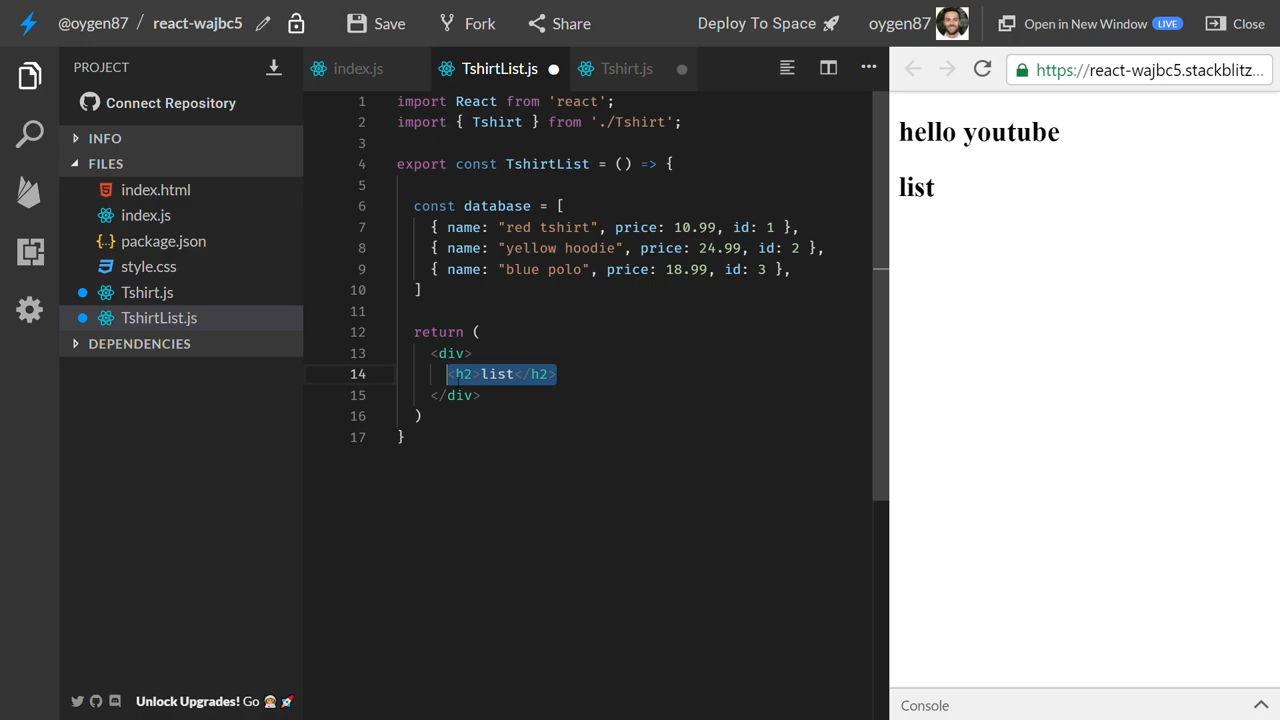 @oygen87 / react-wajbc5 Save Fork Share Deploy To Space oygen87 Open in New Window LIVE Close
PROJECT
Connect Repository
INFO
FILES
index.html
index.js
package.json
style.css
Tshirt.js
TshirtList.js
DEPENDENCIES
Unlock Upgrades! Go
index.js TshirtList.js Tshirt.js
1 import React from 'react';
2 import { Tshirt } from './Tshirt';
3
4 export const TshirtList = () => {
5
6 const database = [
7 { name: "red tshirt", price: 10.99, id: 1 },
8 { name: "yellow hoodie", price: 24.99, id: 2 },
9 { name: "blue polo", price: 18.99, id: 3 },
10 ]
11
12 return (
13 <div>
14 <h2>list</h2>
15 </div>
16 )
17 }
https://react-wajbc5.stackblitz...
hello youtube
list
Console